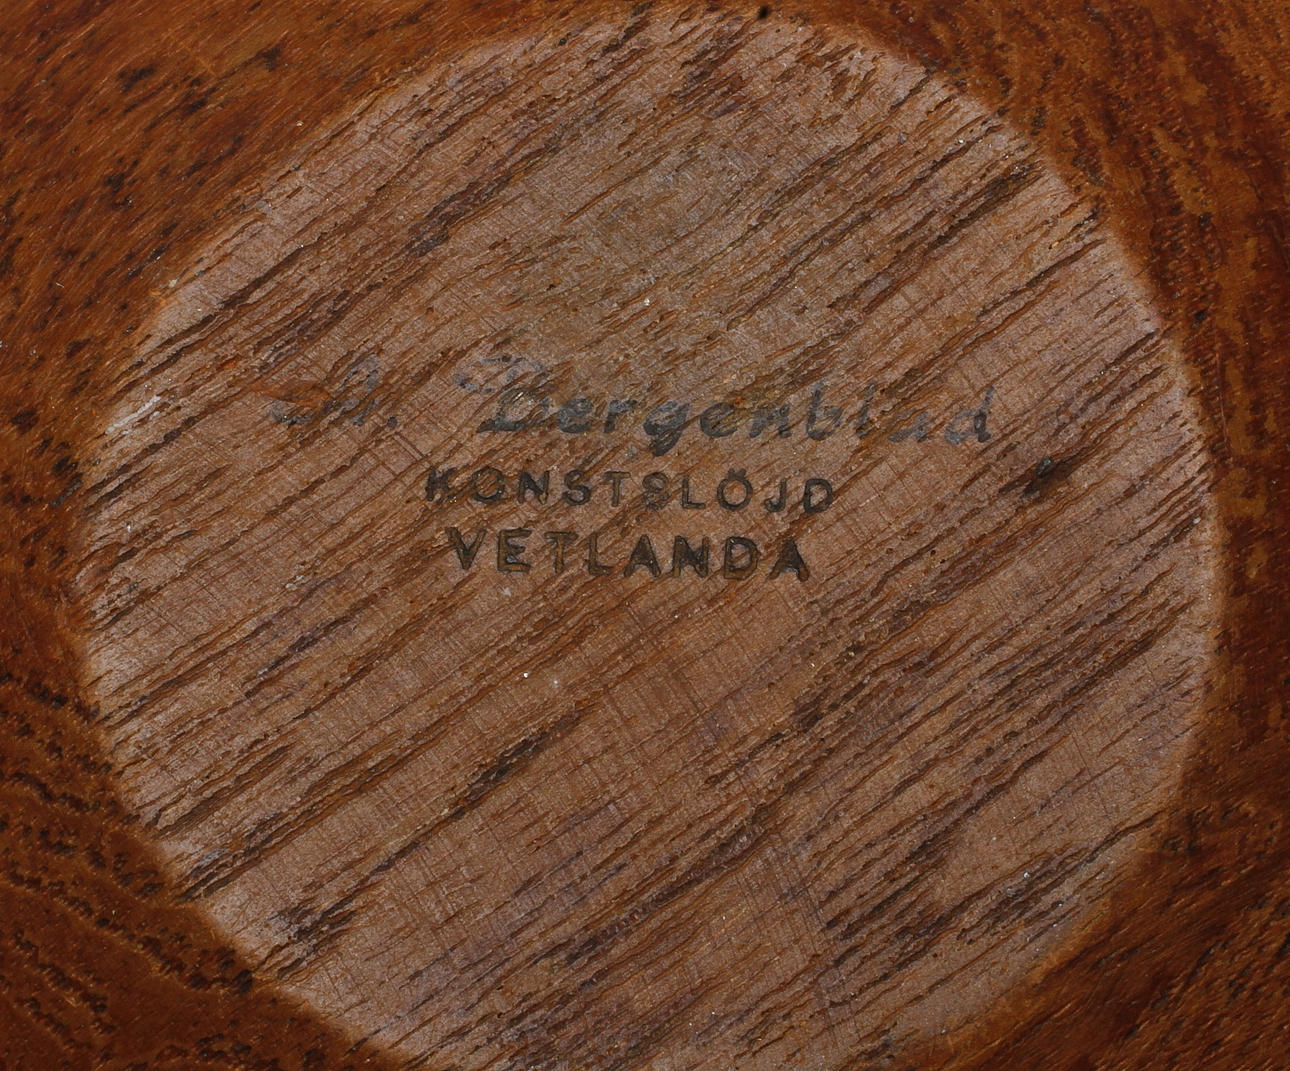 A. Bergenblad
KONSTSLÖJD
VETLANDA